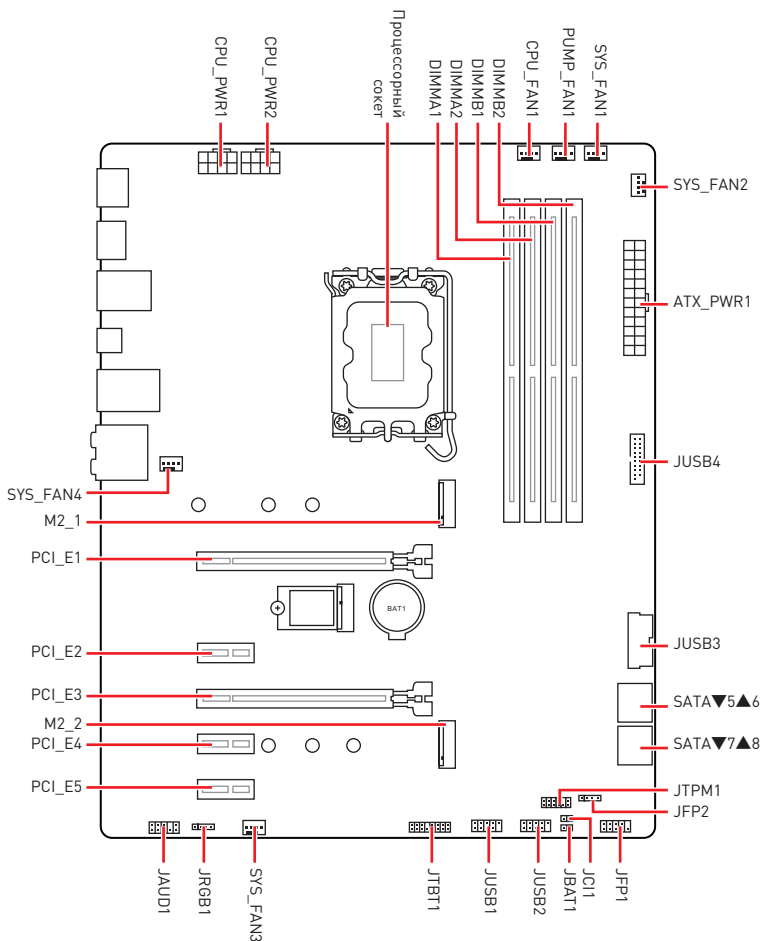 CPU_PWR1
CPU_PWR2
Процессорный
сокет
DIMMA1
DIMMA2
DIMMB1
DIMMB2
CPU_FAN1
PUMP_FAN1
SYS_FAN1
SYS_FAN2
ATX_PWR1
JUSB4
SYS_FAN4
M2_1
PCI_E1
BAT1
PCI_E2
JUSB3
PCI_E3
SATA▼5▲6
M2_2
PCI_E4
SATA▼7▲8
PCI_E5
JTPM1
JFP2
JAUD1
JRGB1
SYS_FAN3
JTBT1
JUSB1
JUSB2
JBAT1
JCI1
JFP1